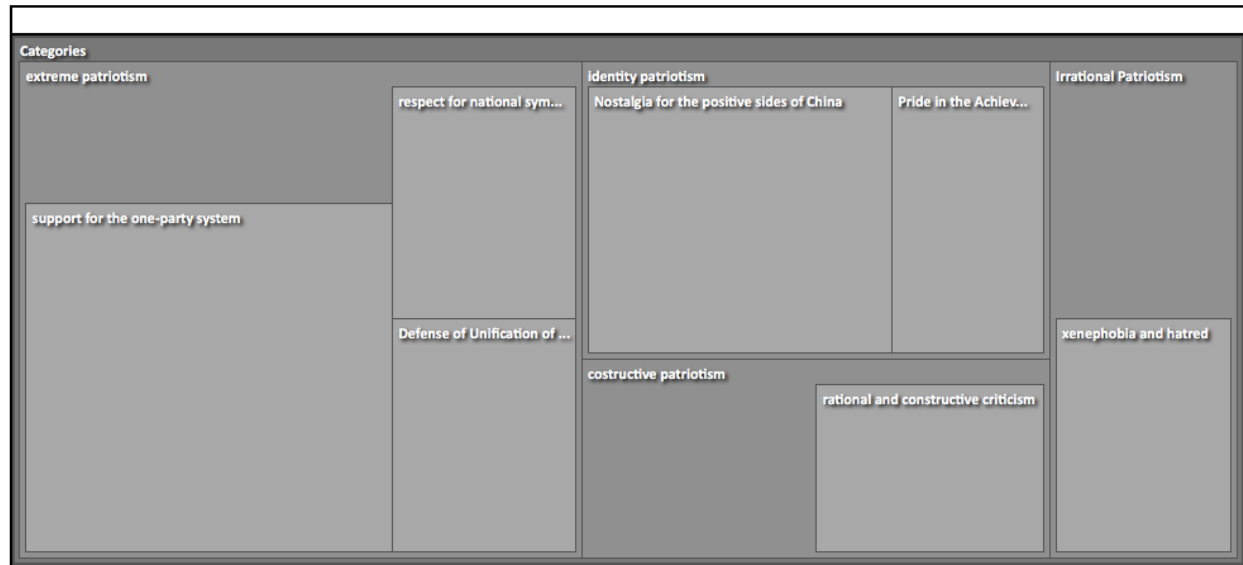 Categories
extreme patriotism
respect for national sym...
support for the one-party system
Defense of Unification of ...
identity patriotism
Nostalgia for the positive sides of China
Pride in the Achiev...
costructive patriotism
rational and constructive criticism
Irrational Patriotism
xenephobia and hatred